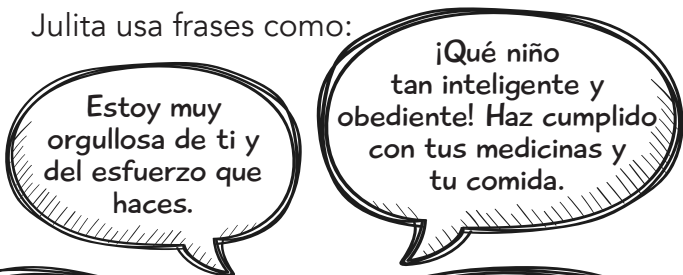 Julita usa frases como:
Estoy muy
orgullosa de ti y
del esfuerzo que
haces.
¡Qué niño
tan inteligente y
obediente! Haz cumplido
con tus medicinas y
tu comida.